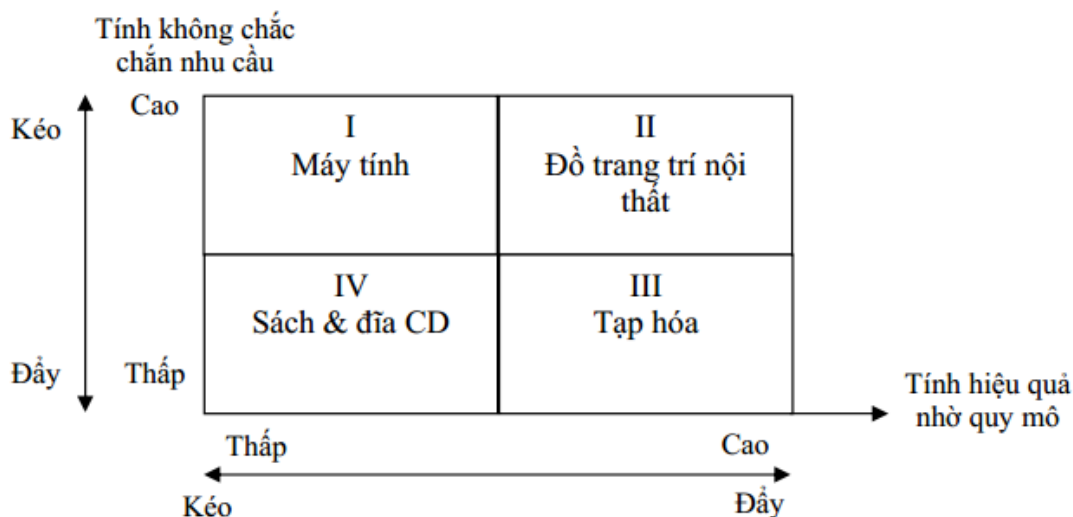 Tính không chắc
chắn nhu cầu
Kéo
Cao
I
Máy tính
II
Đồ trang trí nội
thất
IV
Sách & đĩa CD
III
Tạp hóa
Đẩy
Thấp
Tính hiệu quả
nhờ quy mô
Thấp
Cao
Kéo
Đẩy